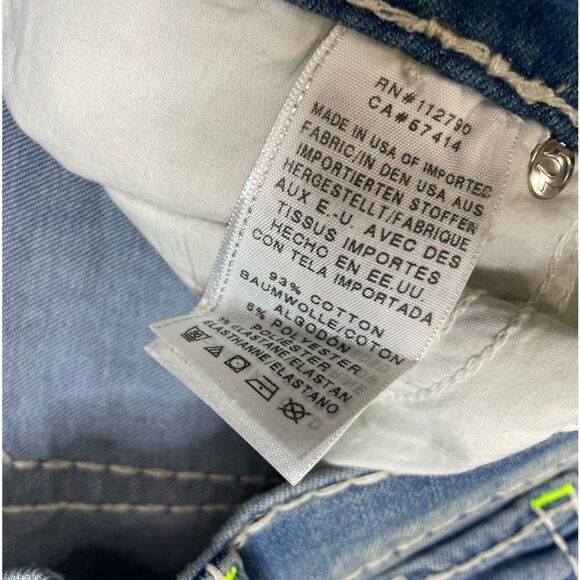 RN#112790
CA#57414
MADE IN USA OF IMPORTED
FABRIC/IN DEN USA AUS
IMPORTIERTEN STOFFEN
HERGESTELLT/FABRIQUE
AUX E.-U. AVEC DES
TISSUS IMPORTES
HECHO EN EE.UU.
CON TELA IMPORTADA
93% COTTON
BAUMWOLLE/COTON
ALGODÓN
6% POLYESTER
POLIÉSTER
ELASTANE/ELASTAN
ELASTHANNE/ELASTANO